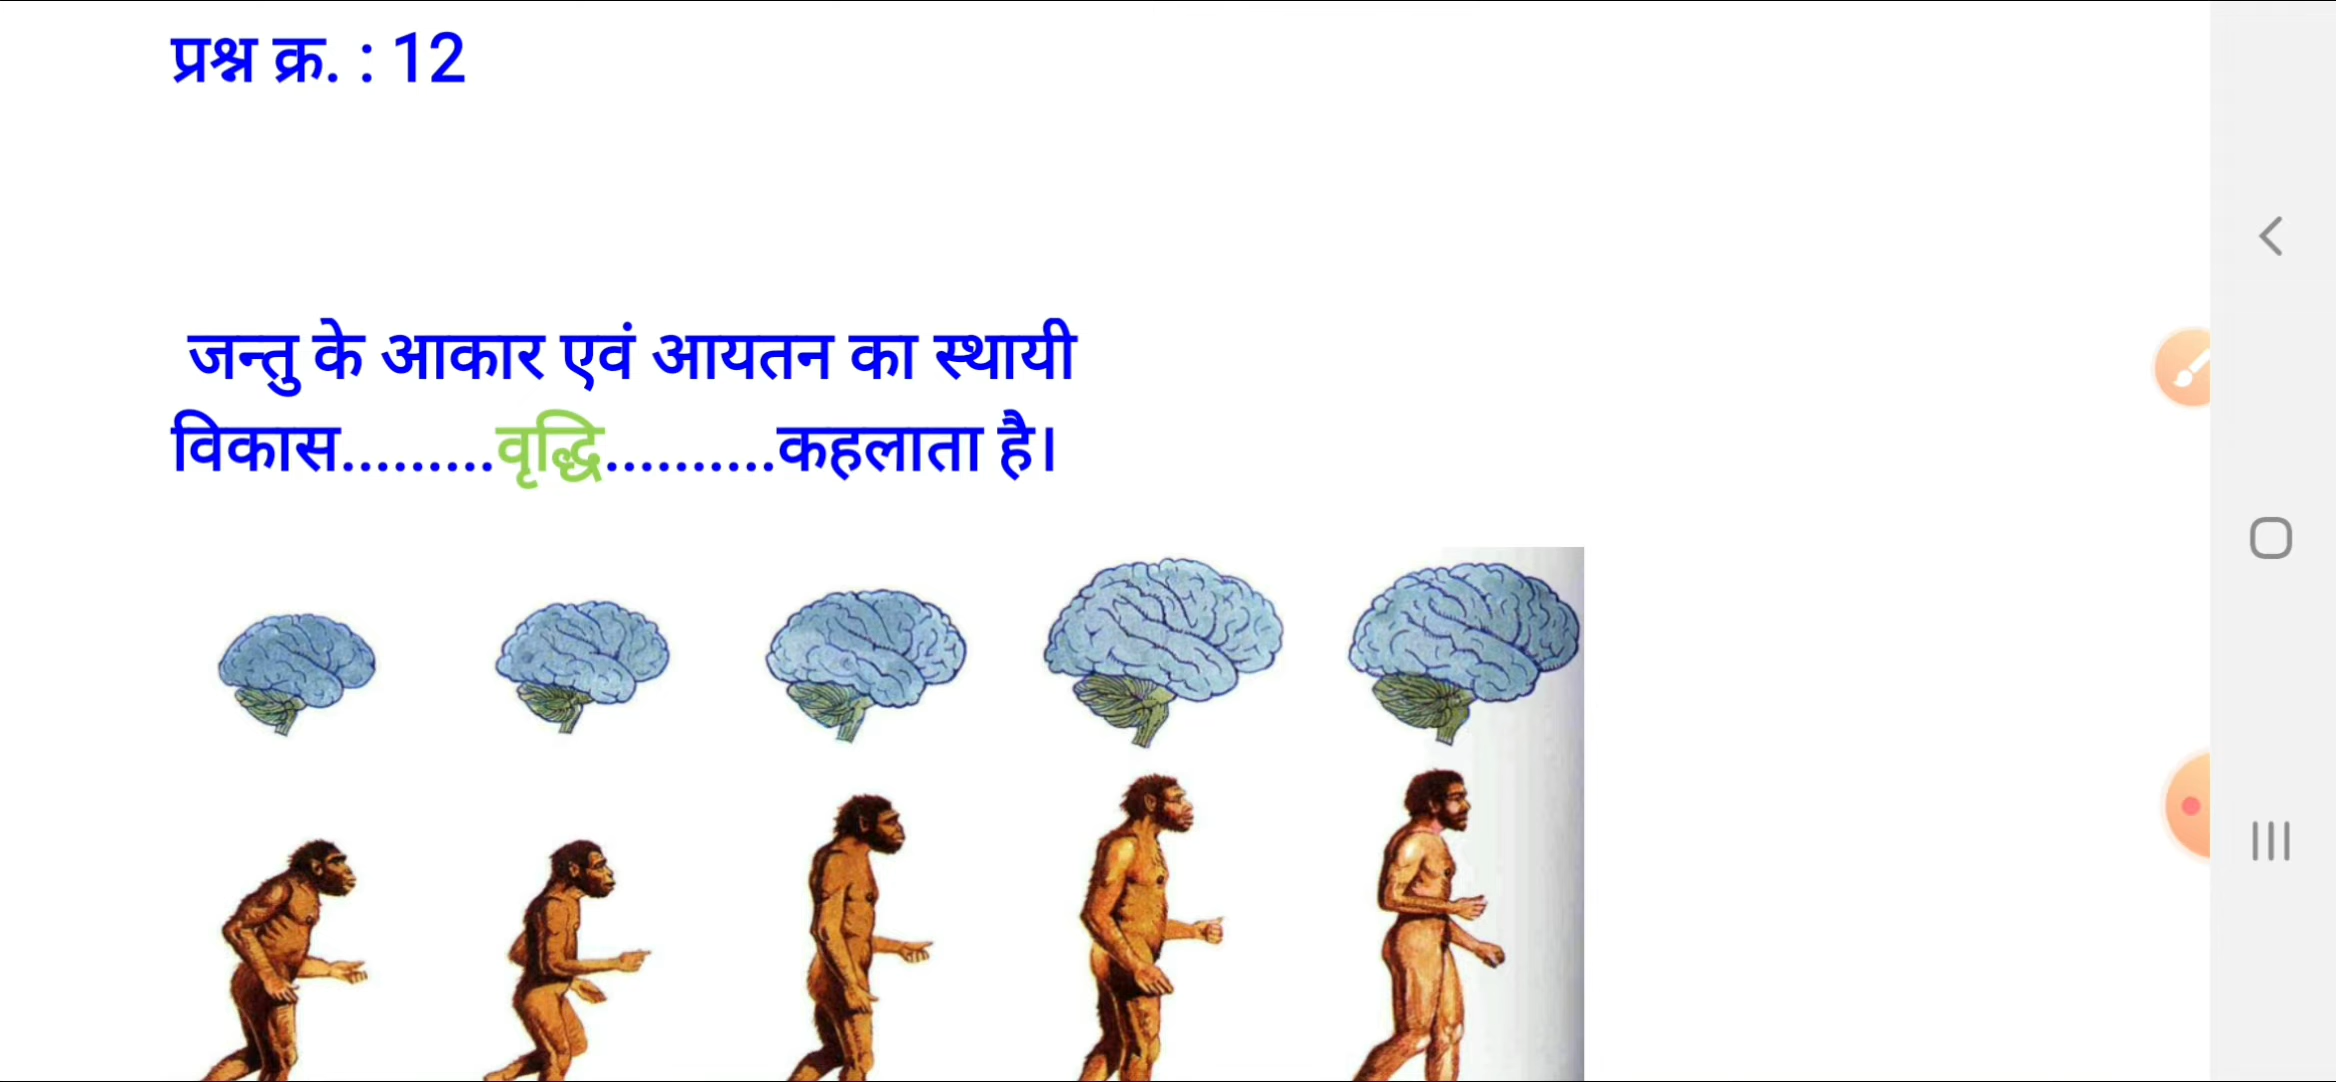 प्रश्न क्र. : 12
जन्तु के आकार एवं आयतन का स्थायी
विकास.........वृद्धि..........कहलाता है।